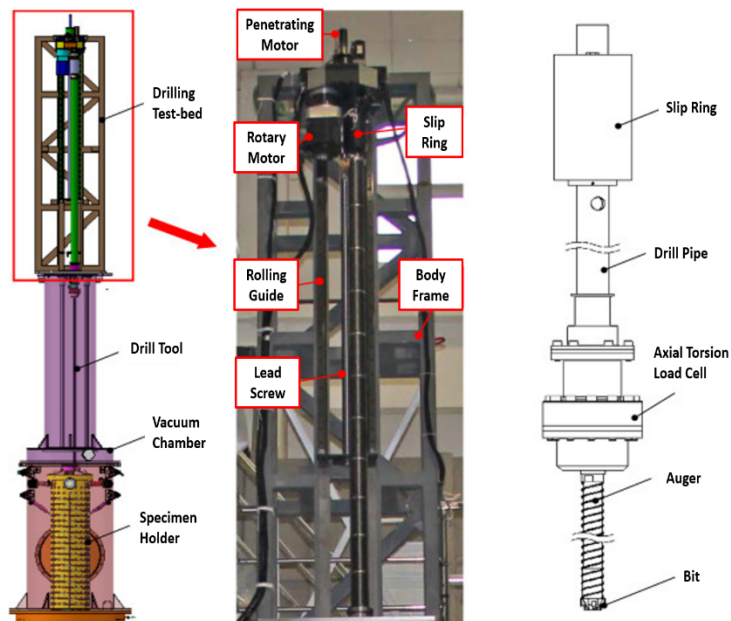 Drilling
Test-bed
Drill Tool
Vacuum
Chamber
Specimen
Holder
Penetrating
Motor
Rotary
Motor
Slip
Ring
Rolling
Guide
Body
Frame
Lead
Screw
Slip Ring
Drill Pipe
Axial Torsion
Load Cell
Auger
Bit